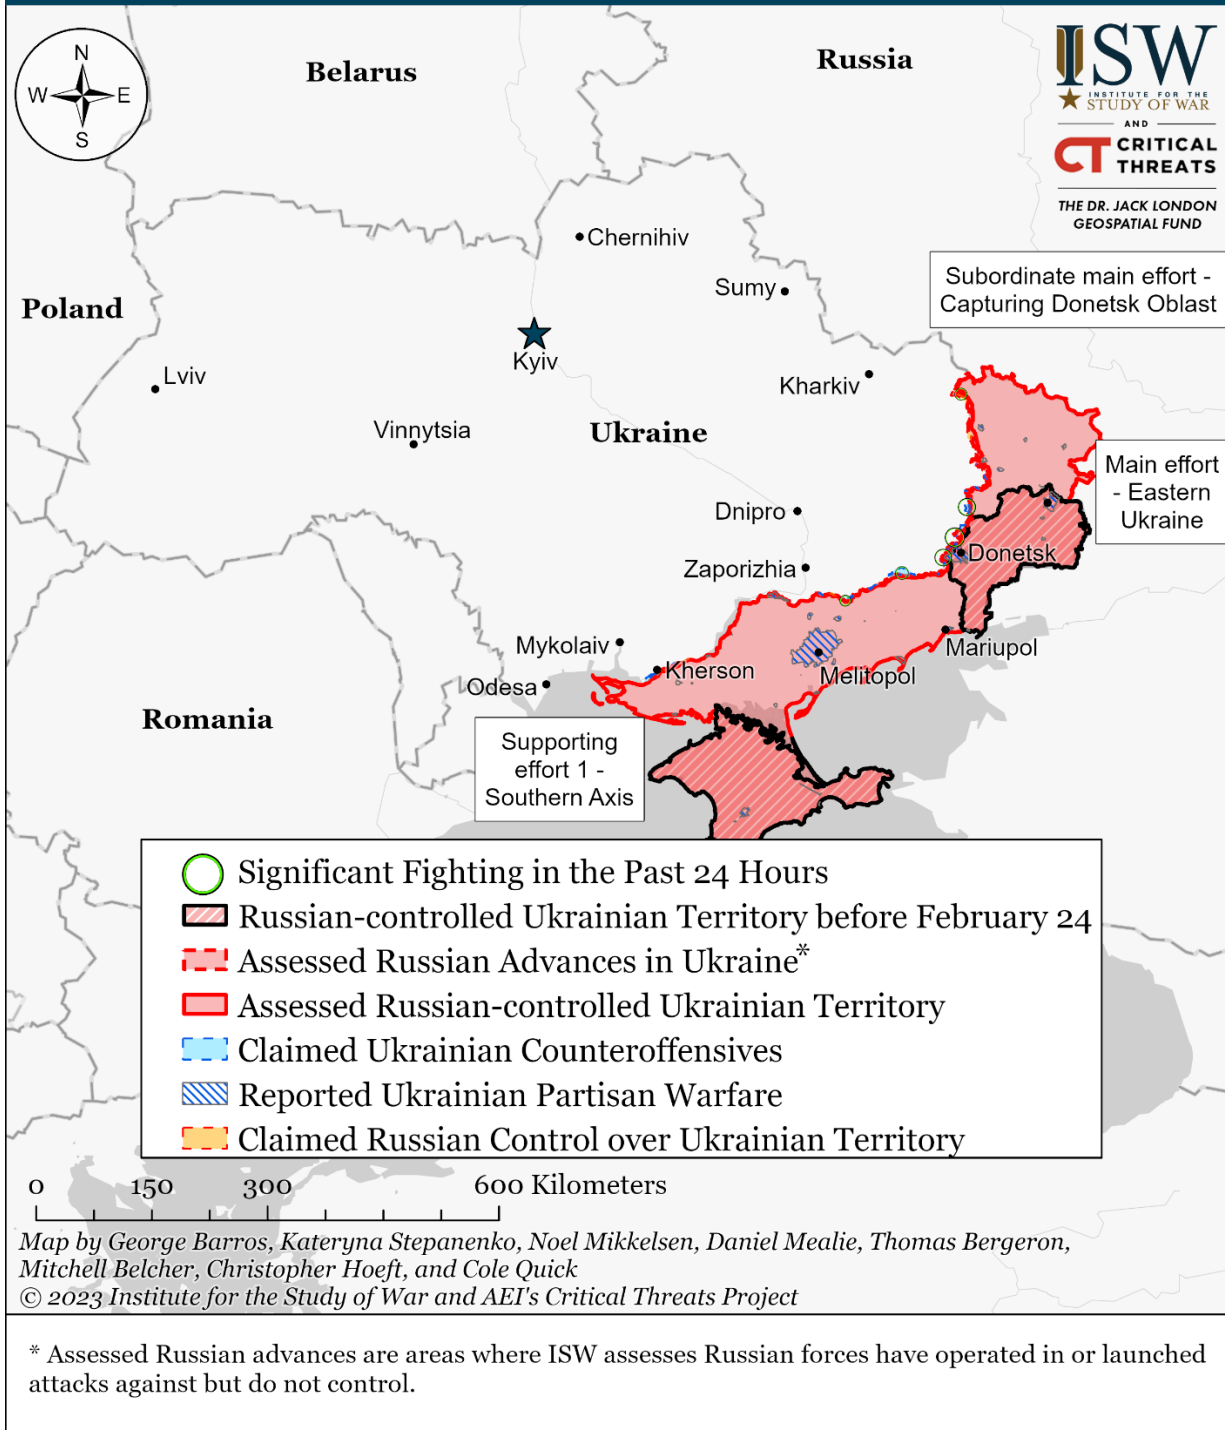 N
W
E
S
Belarus
Russia
ISW
INSTITUTE FOR THE
STUDY OF WAR
AND
CT CRITICAL
THREATS
THE DR. JACK LONDON
GEOSPATIAL FUND
Chernihiv
Subordinate main effort -
Capturing Donetsk Oblast
Sumy
Poland
Kyiv
Lviv
Kharkiv
Vinnytsia
Ukraine
Main effort
- Eastern
Ukraine
Dnipro
Donetsk
Zaporizhia
Mykolaiv
Mariupol
Kherson
Melitopol
Odesa
Romania
Supporting
effort 1 -
Southern Axis
Significant Fighting in the Past 24 Hours
Russian-controlled Ukrainian Territory before February 24
Assessed Russian Advances in Ukraine*
Assessed Russian-controlled Ukrainian Territory
Claimed Ukrainian Counteroffensives
Reported Ukrainian Partisan Warfare
Claimed Russian Control over Ukrainian Territory
0 150 300 600 Kilometers
Map by George Barros, Kateryna Stepanenko, Noel Mikkelsen, Daniel Mealie, Thomas Bergeron,
Mitchell Belcher, Christopher Hoeft, and Cole Quick
© 2023 Institute for the Study of War and AEI's Critical Threats Project
* Assessed Russian advances are areas where ISW assesses Russian forces have operated in or launched
attacks against but do not control.